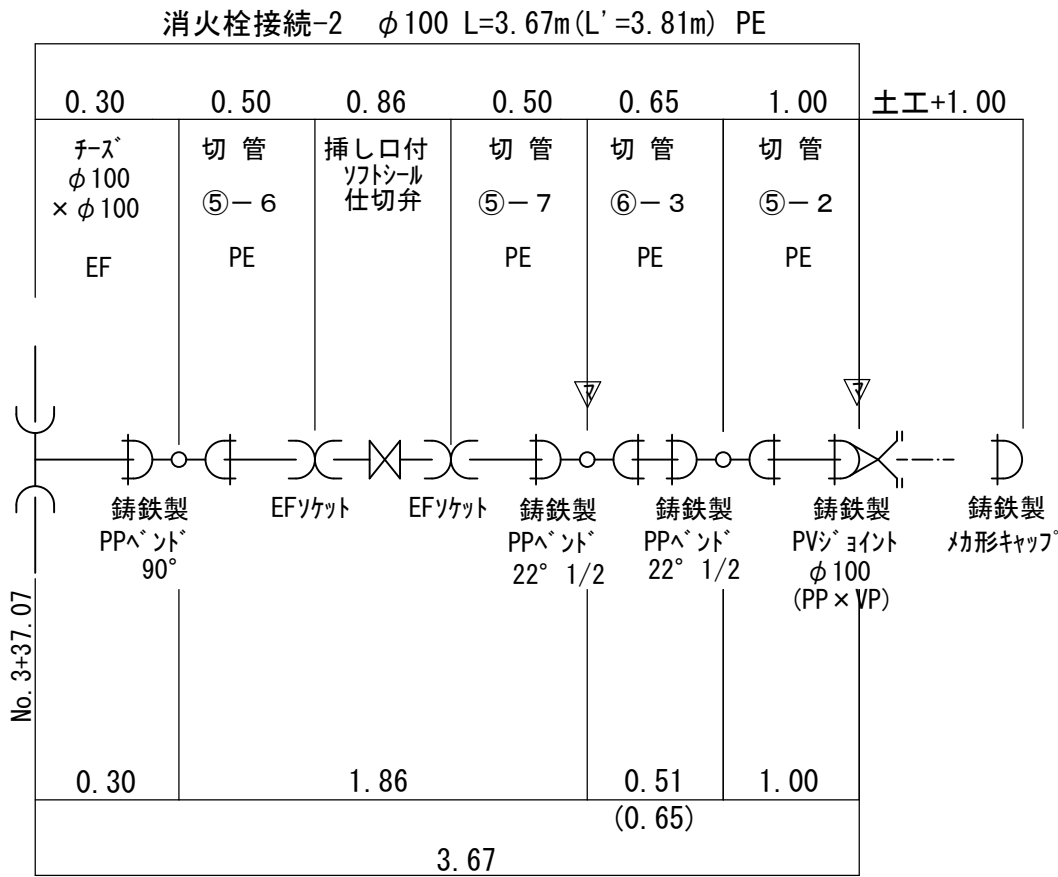 消火栓接続-2 φ100 L=3.67m(L'=3.81m) PE
0.30 0.50 0.86 0.50 0.65 1.00 土工+1.00
チーズ
φ100
×φ100
EF
切管
⑤-6
PE
挿し口付
ソフトシール
仕切弁
切管
⑤-7
PE
切管
⑥-3
PE
切管
⑤-2
PE
マ
マ
鋳鉄製
PPベンド
90°
EFソケット
EFソケット
鋳鉄製
PPベンド
22° 1/2
鋳鉄製
PPベンド
22° 1/2
鋳鉄製
PVジョイント
φ100
(PP×VP)
鋳鉄製
メカ形キャップ
No.3+37.07
0.30 1.86 0.51 1.00
(0.65)
3.67